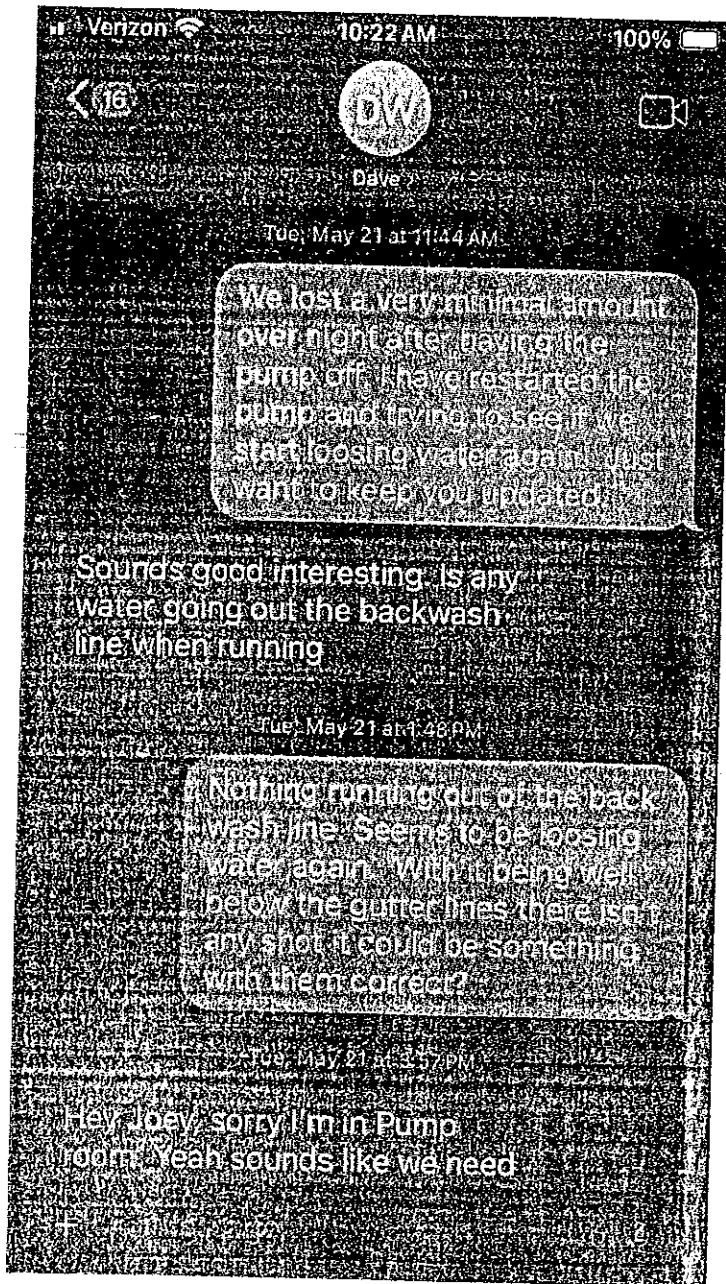 Verizon
10:22 AM
100%
16
DW
Dave
Tue, May 21 at 11:44 AM
We lost a very minimal amount
over night after having the
pump off. I have restarted the
pump and trying to see if we
start loosing water again. Just
want to keep you updated.
Sounds good interesting. Is any
water going out the backwash
line when running
Tue, May 21 at 1:48 PM
Nothing running out of the back
wash line. Seems to be loosing
water again. With it being well
below the gutter lines there isn't
any shot it could be something
with them correct?
Tue, May 21 at PM
Hey Joey, sorry I'm in Pump
room. Yeah sounds like we need
+